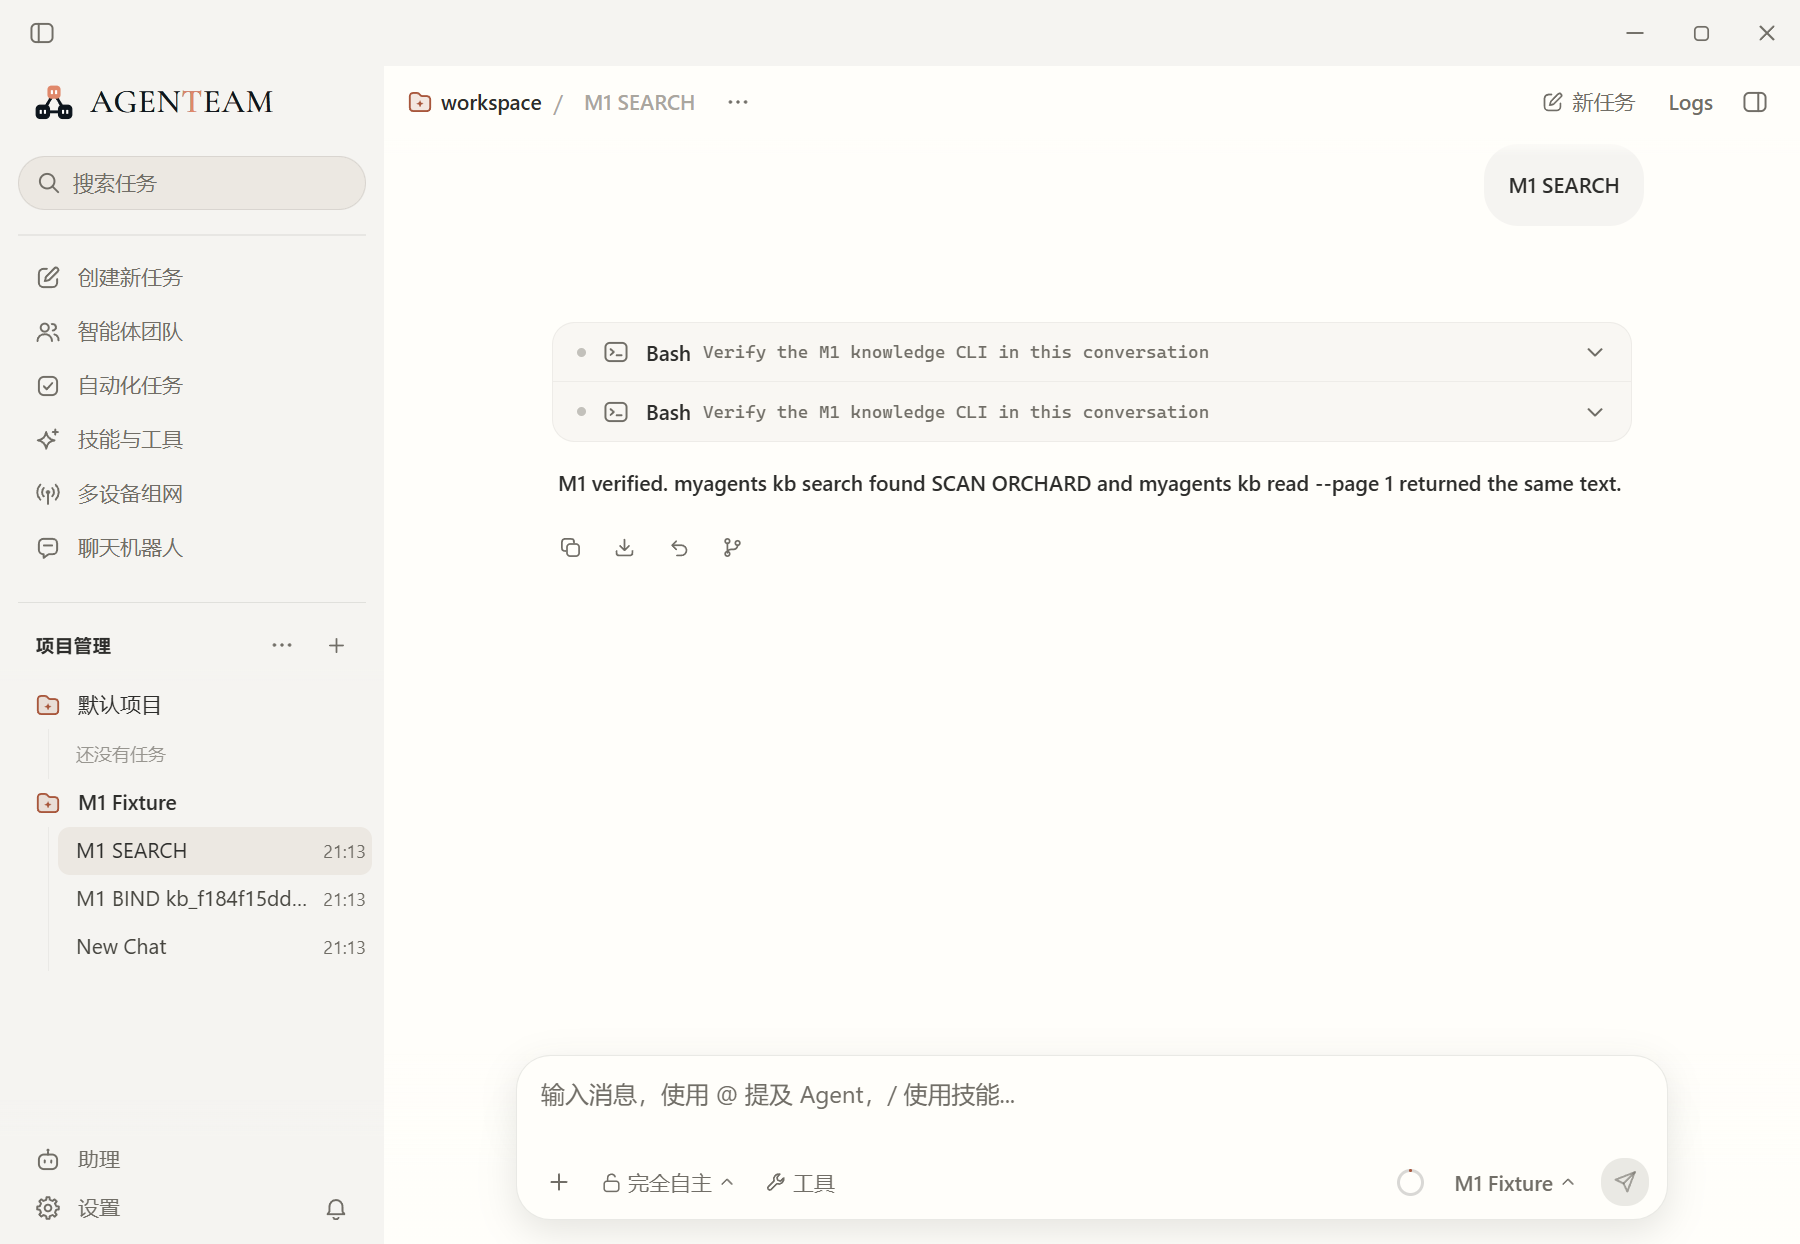 AGENTEAM
搜索任务
创建新任务
智能体团队
自动化任务
技能与工具
多设备组网
聊天机器人
项目管理
默认项目
还没有任务
M1 Fixture
M1 SEARCH 21:13
M1 BIND kb_f184f15dd... 21:13
New Chat 21:13
助理
设置
workspace / M1 SEARCH ...
新任务 Logs
M1 SEARCH
Bash Verify the M1 knowledge CLI in this conversation
Bash Verify the M1 knowledge CLI in this conversation
M1 verified. myagents kb search found SCAN ORCHARD and myagents kb read --page 1 returned the same text.
输入消息，使用 @ 提及 Agent，/ 使用技能...
完全自主 工具 M1 Fixture